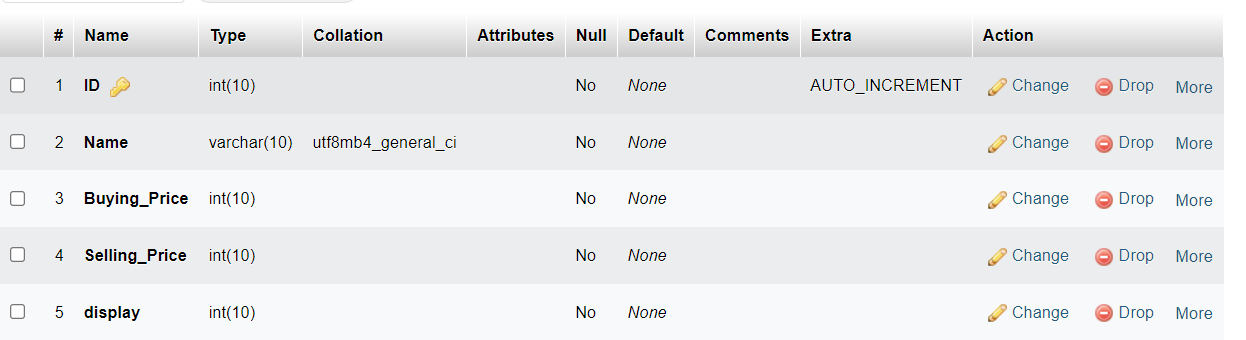 # Name Type Collation Attributes Null Default Comments Extra Action
1 ID int(10) No None AUTO_INCREMENT Change Drop More
2 Name varchar(10) utf8mb4_general_ci No None Change Drop More
3 Buying_Price int(10) No None Change Drop More
4 Selling_Price int(10) No None Change Drop More
5 display int(10) No None Change Drop More